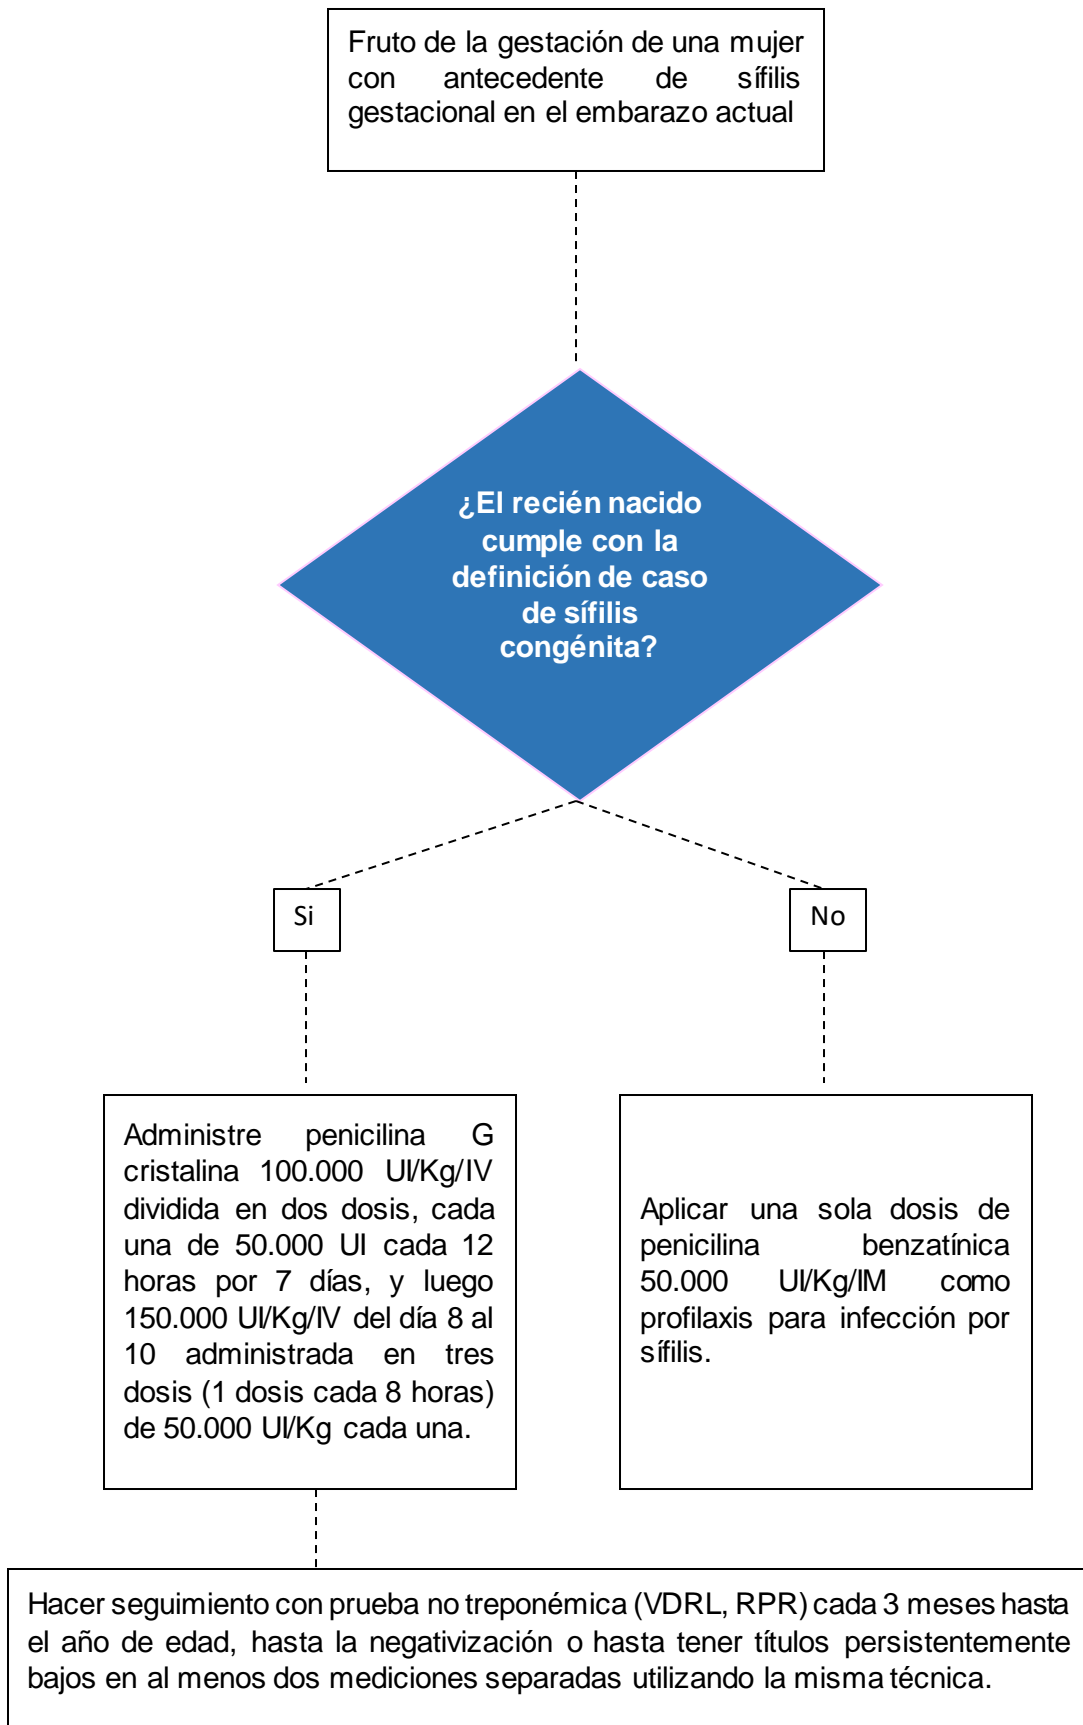 Fruto de la gestación de una mujer
con antecedente de sífilis
gestacional en el embarazo actual
¿El recién nacido
cumple con la
definición de caso
de sífilis
congénita?
Si
No
Administre penicilina G
cristalina 100.000 UI/Kg/IV
dividida en dos dosis, cada
una de 50.000 UI cada 12
horas por 7 días, y luego
150.000 UI/Kg/IV del día 8 al
10 administrada en tres
dosis (1 dosis cada 8 horas)
de 50.000 UI/Kg cada una.
Aplicar una sola dosis de
penicilina benzatínica
50.000 UI/Kg/IM como
profilaxis para infección por
sífilis.
Hacer seguimiento con prueba no treponémica (VDRL, RPR) cada 3 meses hasta
el año de edad, hasta la negativización o hasta tener títulos persistentemente
bajos en al menos dos mediciones separadas utilizando la misma técnica.